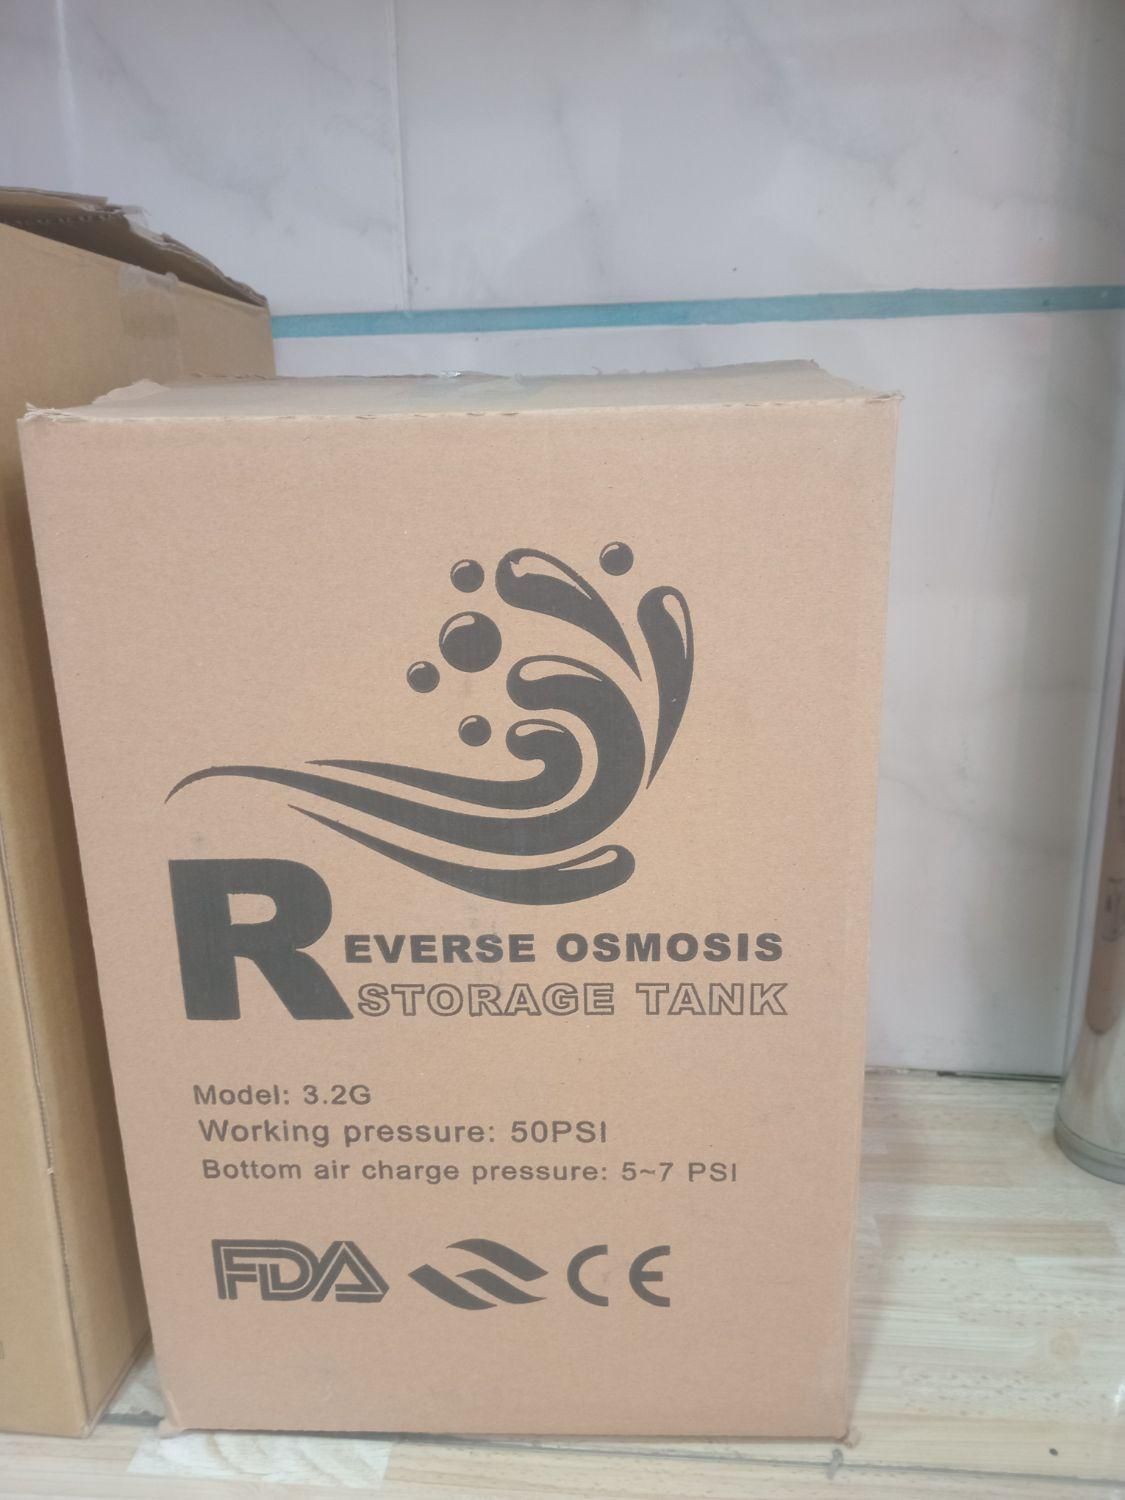 REVERSE OSMOSIS
STORAGE TANK
Model: 3.2G
Working pressure: 50PSI
Bottom air charge pressure: 5~7 PSI
FDA CE